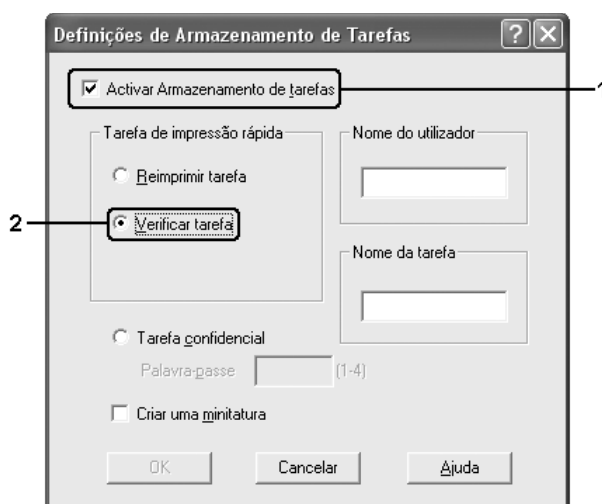 Definições de Armazenamento de Tarefas
Activar Armazenamento de tarefas
1
Tarefa de impressão rápida
Nome do utilizador
Reimprimir tarefa
2
Verificar tarefa
Nome da tarefa
Tarefa confidencial
Palavra-passe (1-4)
Criar uma minitatura
OK Cancelar Ajuda